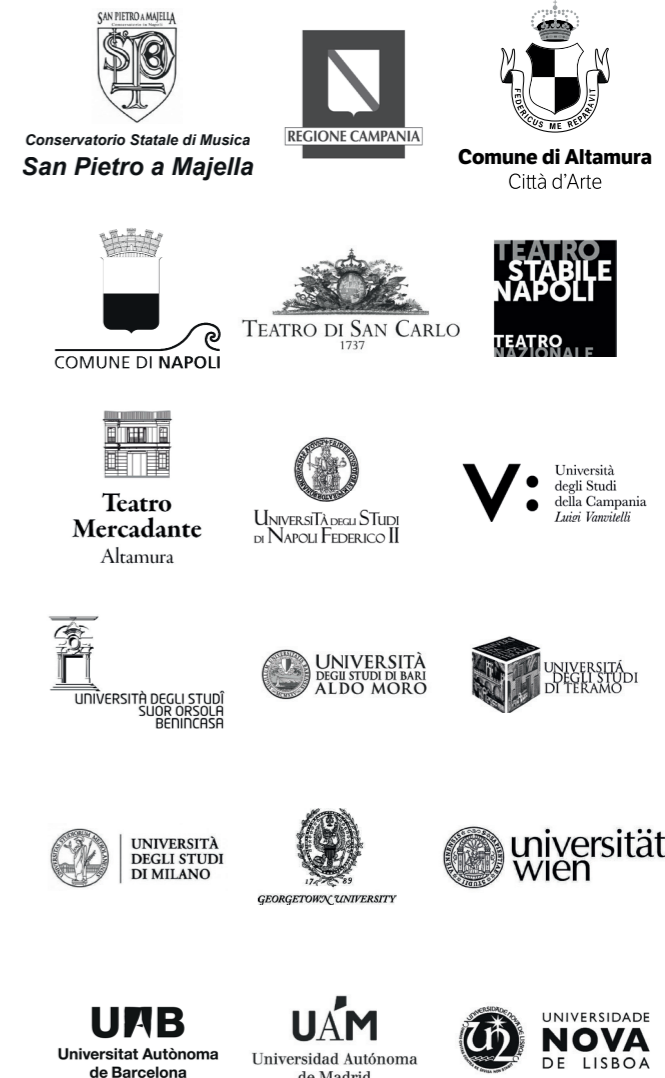 SAN PIETRO A MAJELLA
Conservatorio Statale di Musica
San Pietro a Majella
REGIONE CAMPANIA
FEDERICUS ME REPARAVIT
Comune di Altamura
Città d'Arte
COMUNE DI NAPOLI
TEATRO DI SAN CARLO
1737
TEATRO
STABILE
NAPOLI
TEATRO
NAZIONALE
Teatro
Mercadante
Altamura
UNIVERSITÀ DEGLI STUDI
DI NAPOLI FEDERICO II
V:
Università
degli Studi
della Campania
Luigi Vanvitelli
UNIVERSITÀ DEGLI STUDI
SUOR ORSOLA
BENINCASA
UNIVERSITÀ
DEGLI STUDI DI BARI
ALDO MORO
UNIVERSITÁ
DEGLI STUDI
DI TERAMO
UNIVERSITÀ
DEGLI STUDI
DI MILANO
17 89
GEORGETOWN UNIVERSITY
universität
wien
UAB
Universitat Autònoma
de Barcelona
UAM
Universidad Autónoma
de Madrid
UNIVERSIDADE
NOVA
DE LISBOA